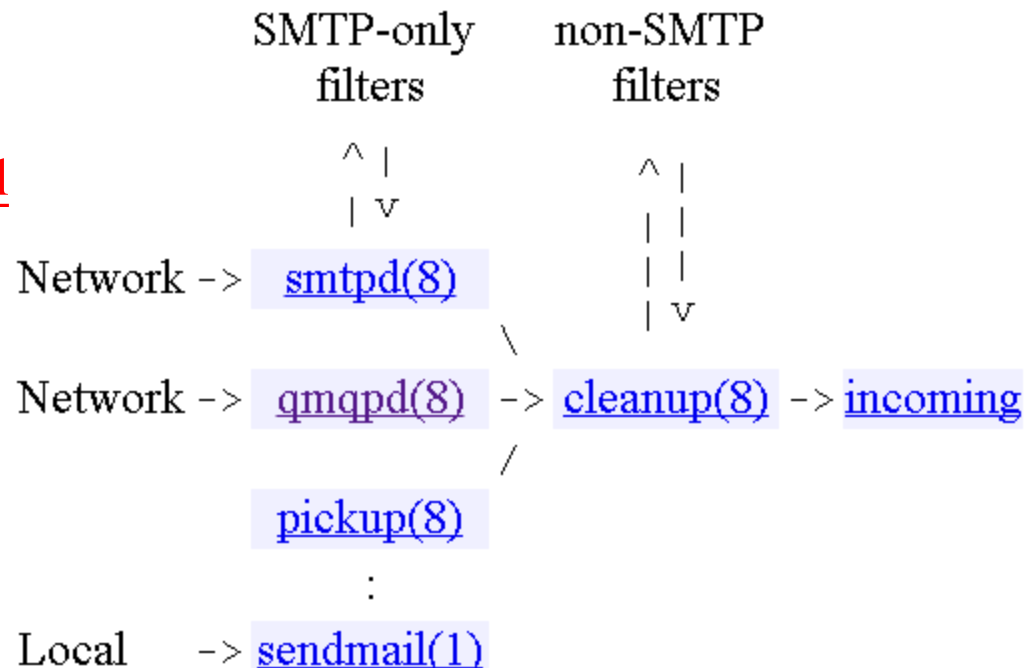 SMTP-only non-SMTP
filters filters
^ | ^ |
| v | |
Network -> smtpd(8) | |
\ | v
Network -> qmqpd(8) -> cleanup(8) -> incoming
/
pickup(8)
:
Local -> sendmail(1)